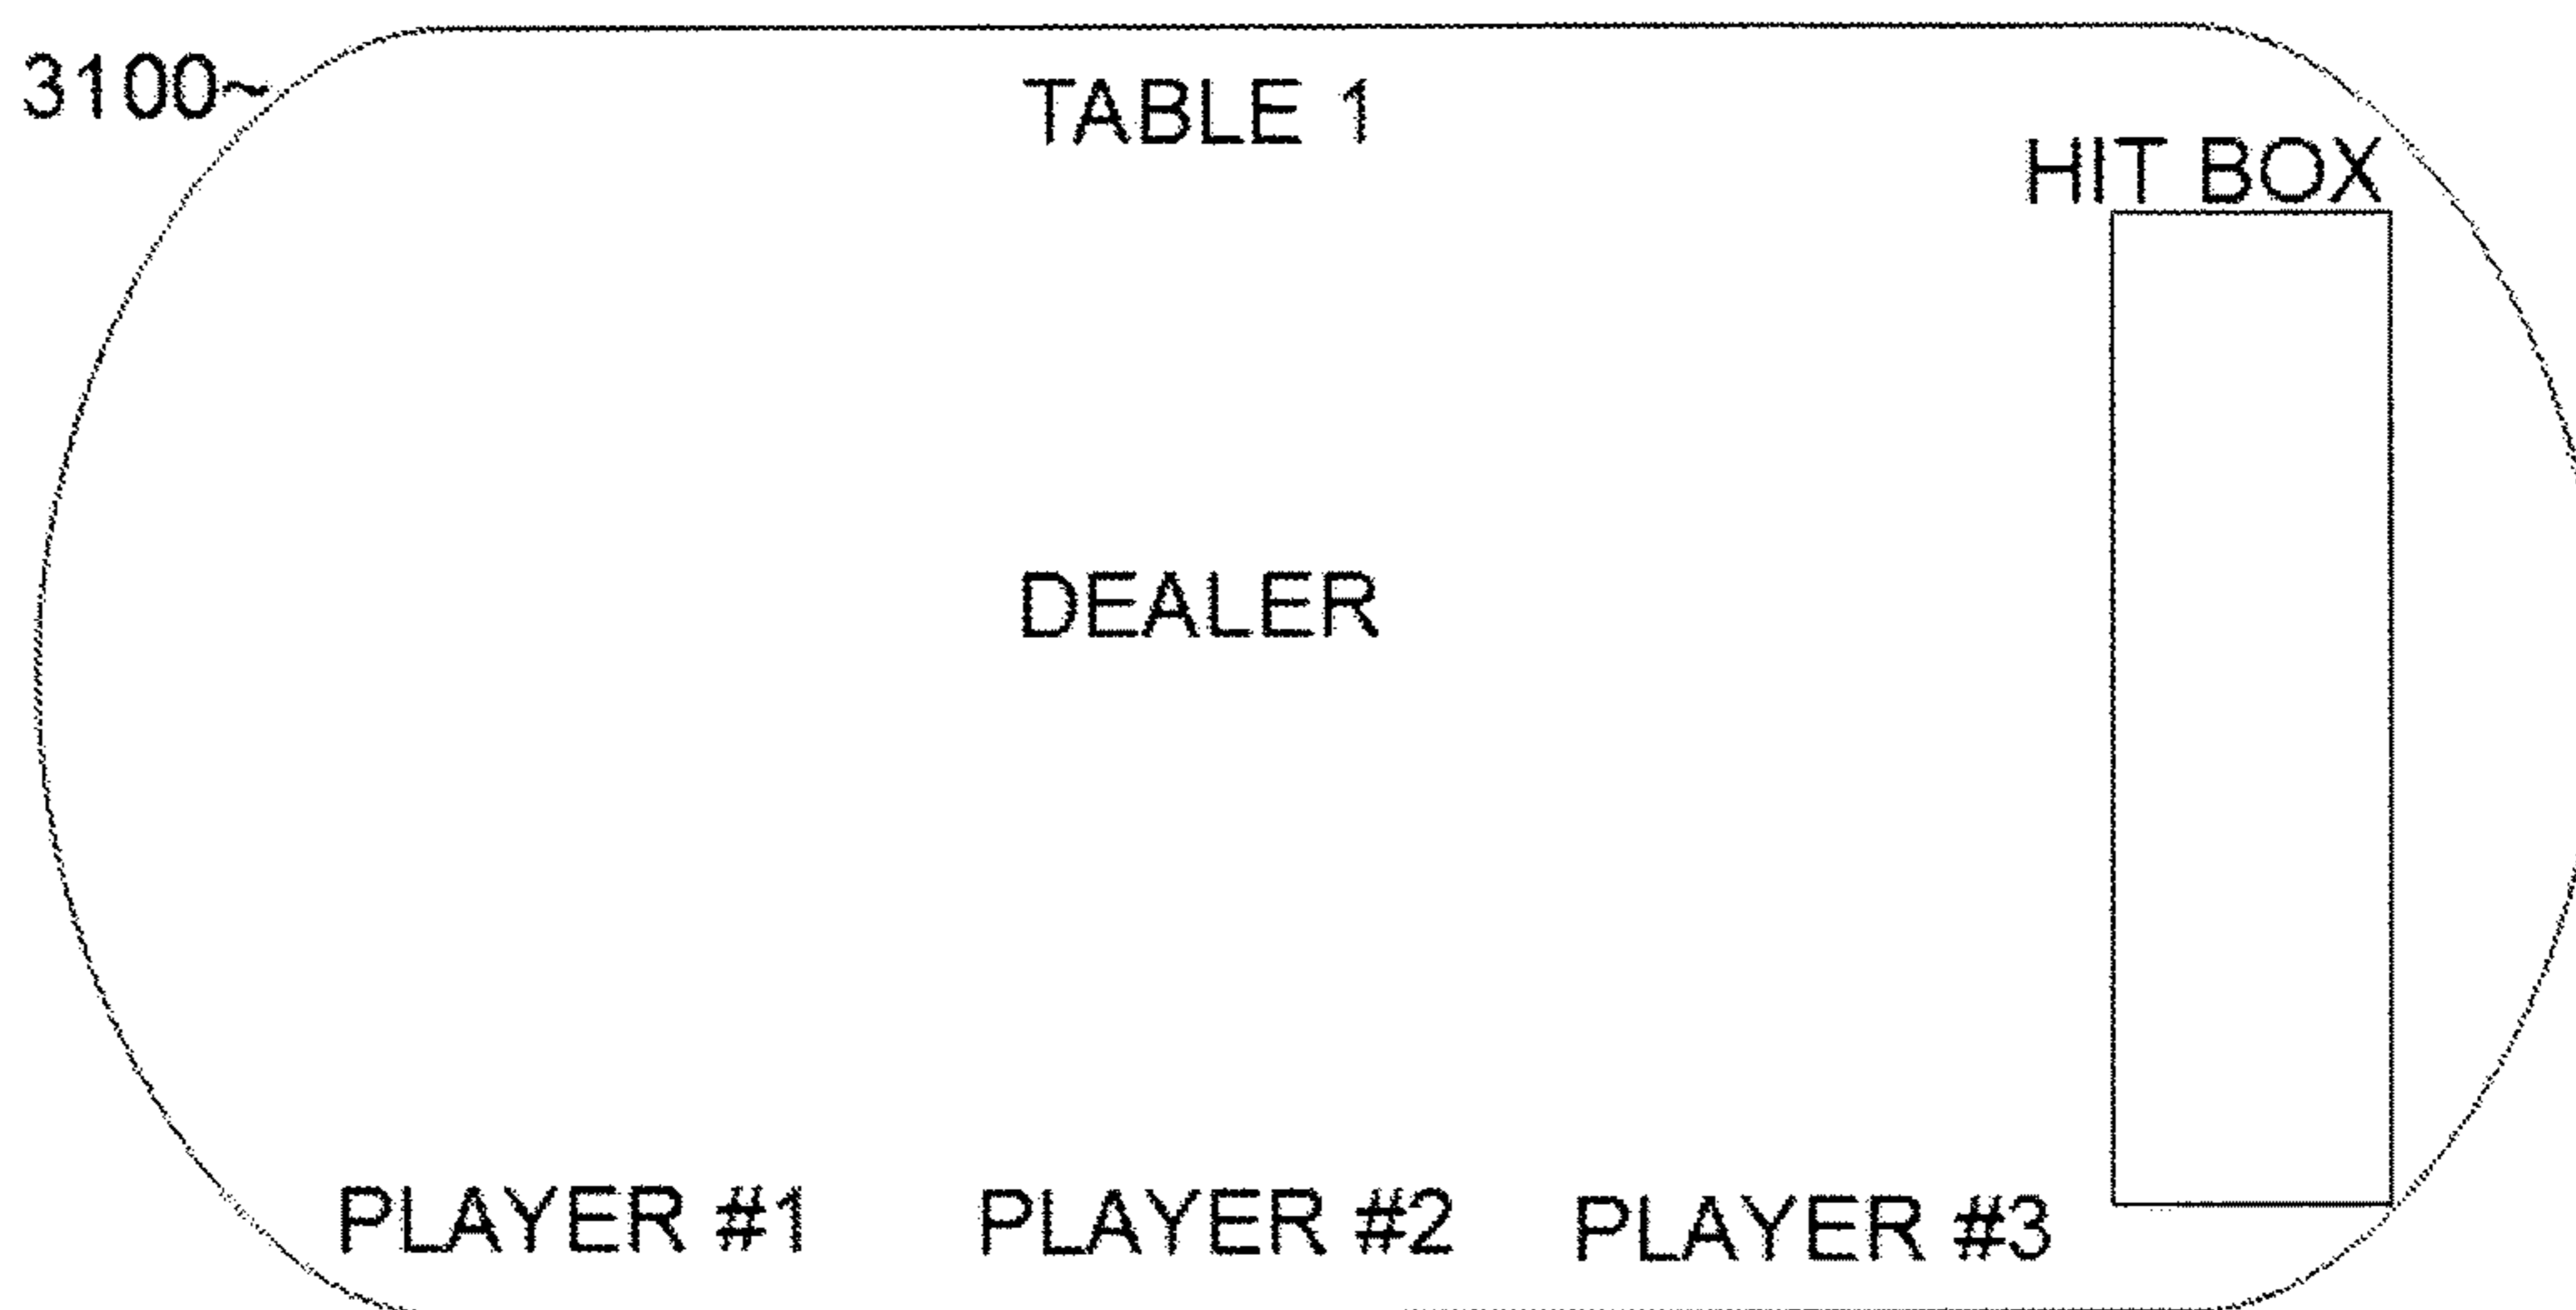 3100~
TABLE 1
HIT BOX
DEALER
PLAYER #1
PLAYER #2
PLAYER #3